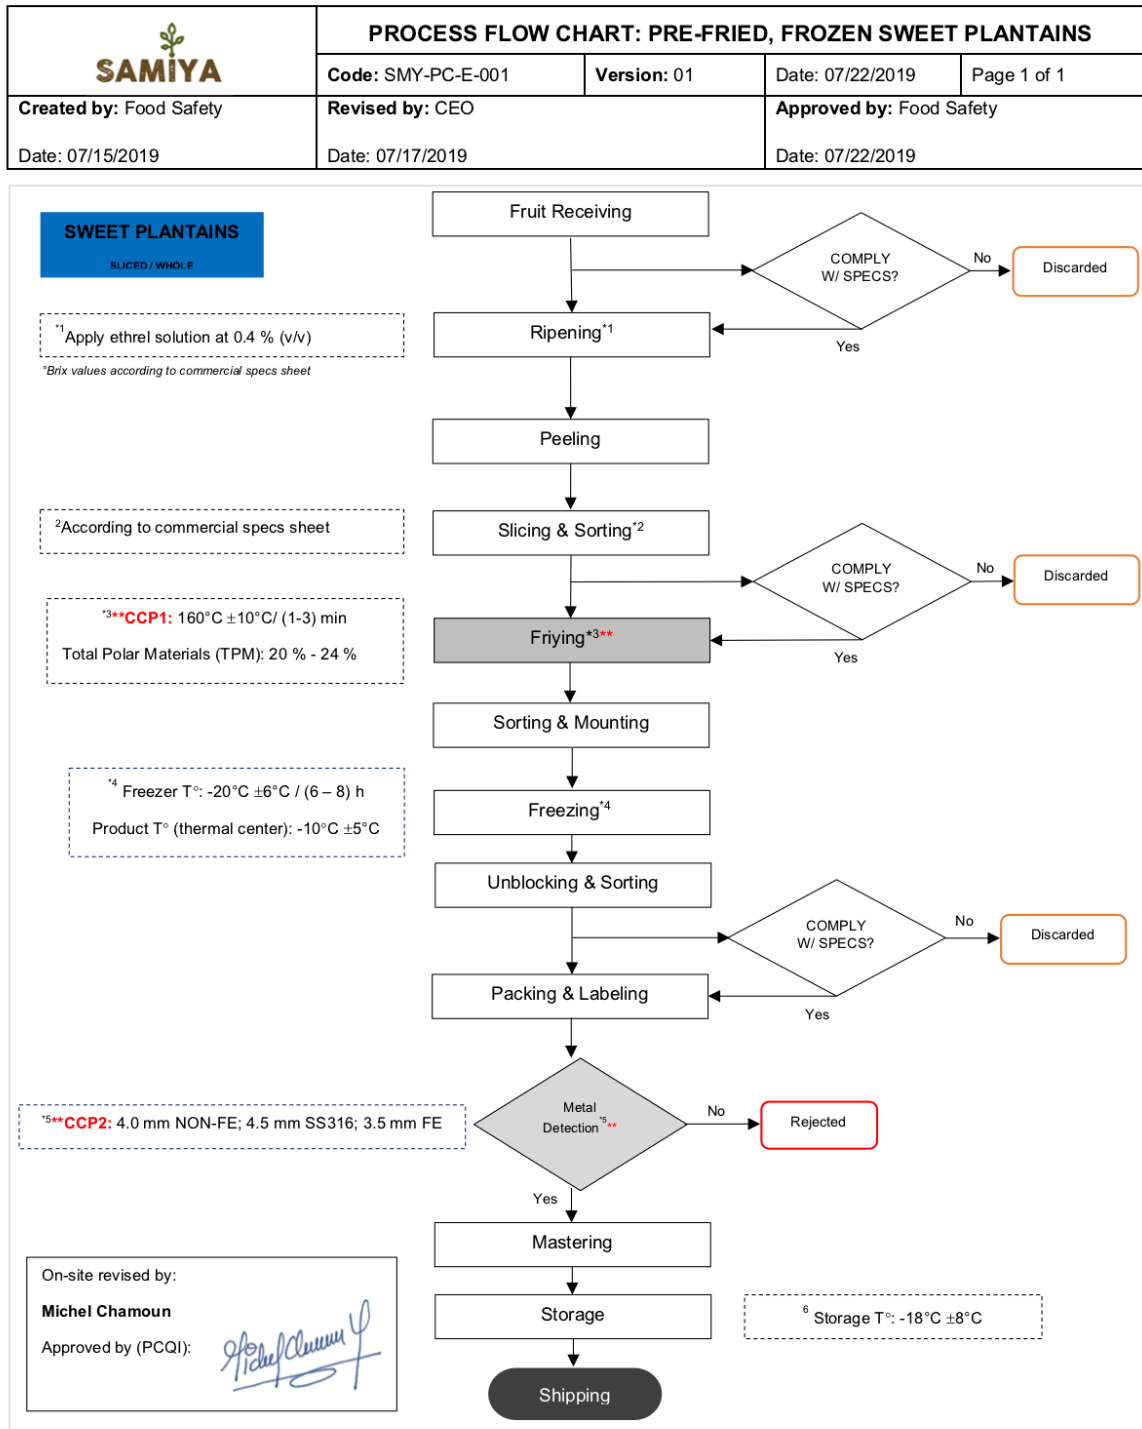 SAMIYA
PROCESS FLOW CHART: PRE-FRIED, FROZEN SWEET PLANTAINS
Code: SMY-PC-E-001
Version: 01
Date: 07/22/2019
Page 1 of 1
Created by: Food Safety
Date: 07/15/2019
Revised by: CEO
Date: 07/17/2019
Approved by: Food Safety
Date: 07/22/2019
SWEET PLANTAINS
SLICED / WHOLE
Fruit Receiving
COMPLY
W/ SPECS?
No
Discarded
Yes
*1Apply ethrel solution at 0.4 % (v/v)
°Brix values according to commercial specs sheet
Ripening*1
Peeling
2According to commercial specs sheet
Slicing & Sorting*2
COMPLY
W/ SPECS?
No
Discarded
Yes
*3**CCP1: 160°C ±10°C/ (1-3) min
Total Polar Materials (TPM): 20 % - 24 %
Friying*3**
Sorting & Mounting
*4 Freezer T°: -20°C ±6°C / (6 – 8) h
Product T° (thermal center): -10°C ±5°C
Freezing*4
Unblocking & Sorting
COMPLY
W/ SPECS?
No
Discarded
Yes
Packing & Labeling
*5**CCP2: 4.0 mm NON-FE; 4.5 mm SS316; 3.5 mm FE
Metal
Detection*5**
No
Rejected
Yes
Mastering
On-site revised by:
Michel Chamoun
Approved by (PCQI):
Storage
6 Storage T°: -18°C ±8°C
Shipping